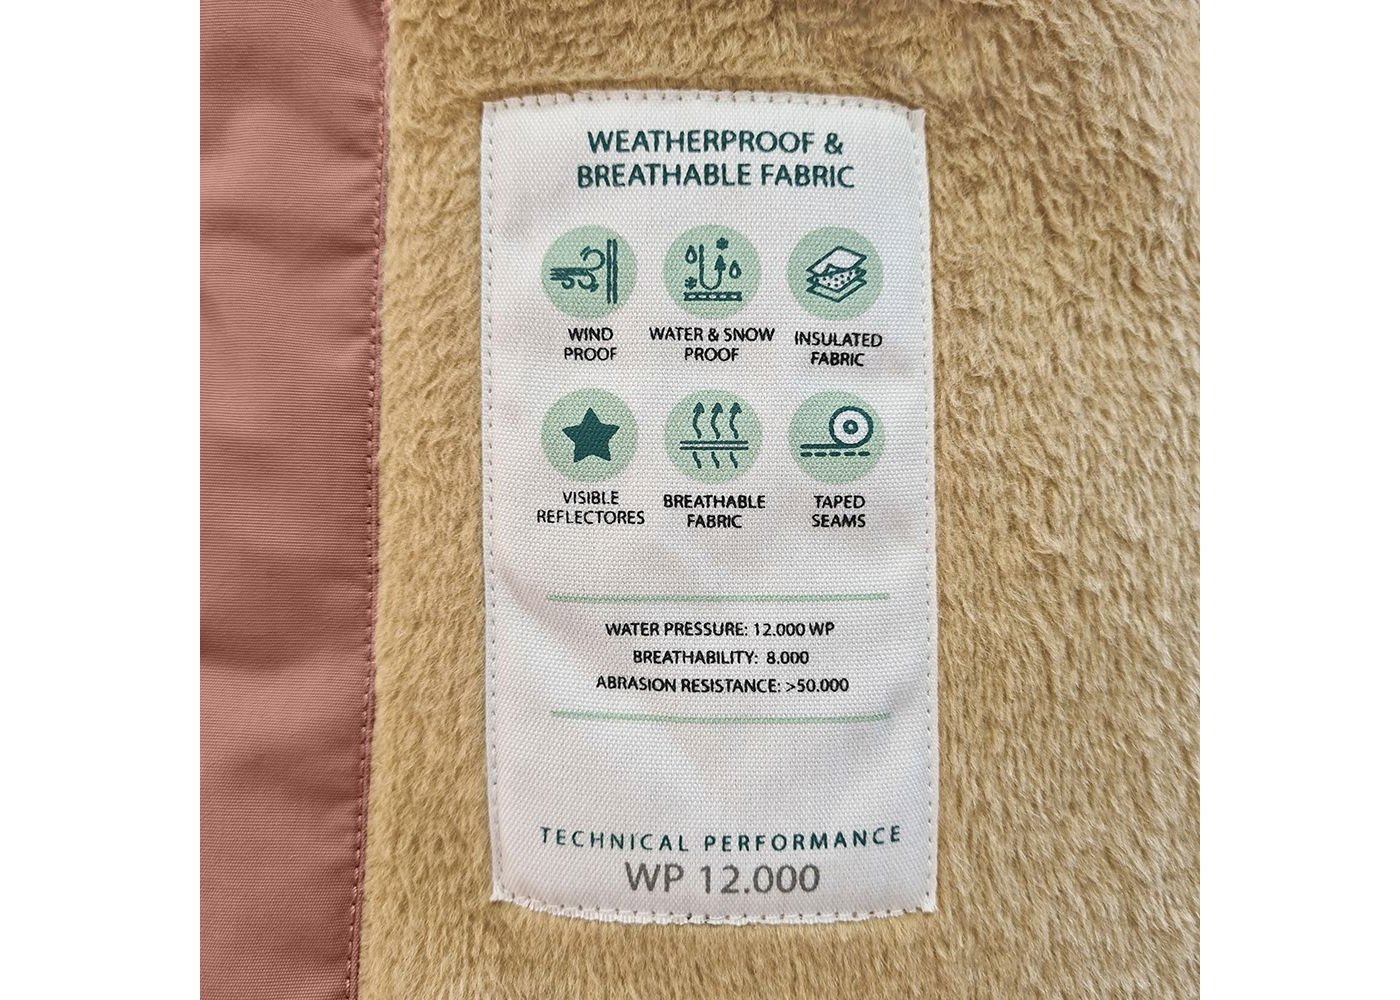 WEATHERPROOF &
BREATHABLE FABRIC
WIND
PROOF
WATER & SNOW
PROOF
INSULATED
FABRIC
VISIBLE
REFLECTORES
BREATHABLE
FABRIC
TAPED
SEAMS
WATER PRESSURE: 12.000 WP
BREATHABILITY: 8.000
ABRASION RESISTANCE: >50.000
TECHNICAL PERFORMANCE
WP 12.000